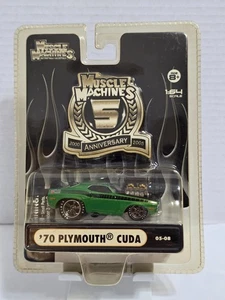 MUSCLE MACHINES
8+
MUSCLE MACHINES
1:64
SCALE
5
2000 ANNIVERSARY 2005
'70 PLYMOUTH® CUDA
05-08